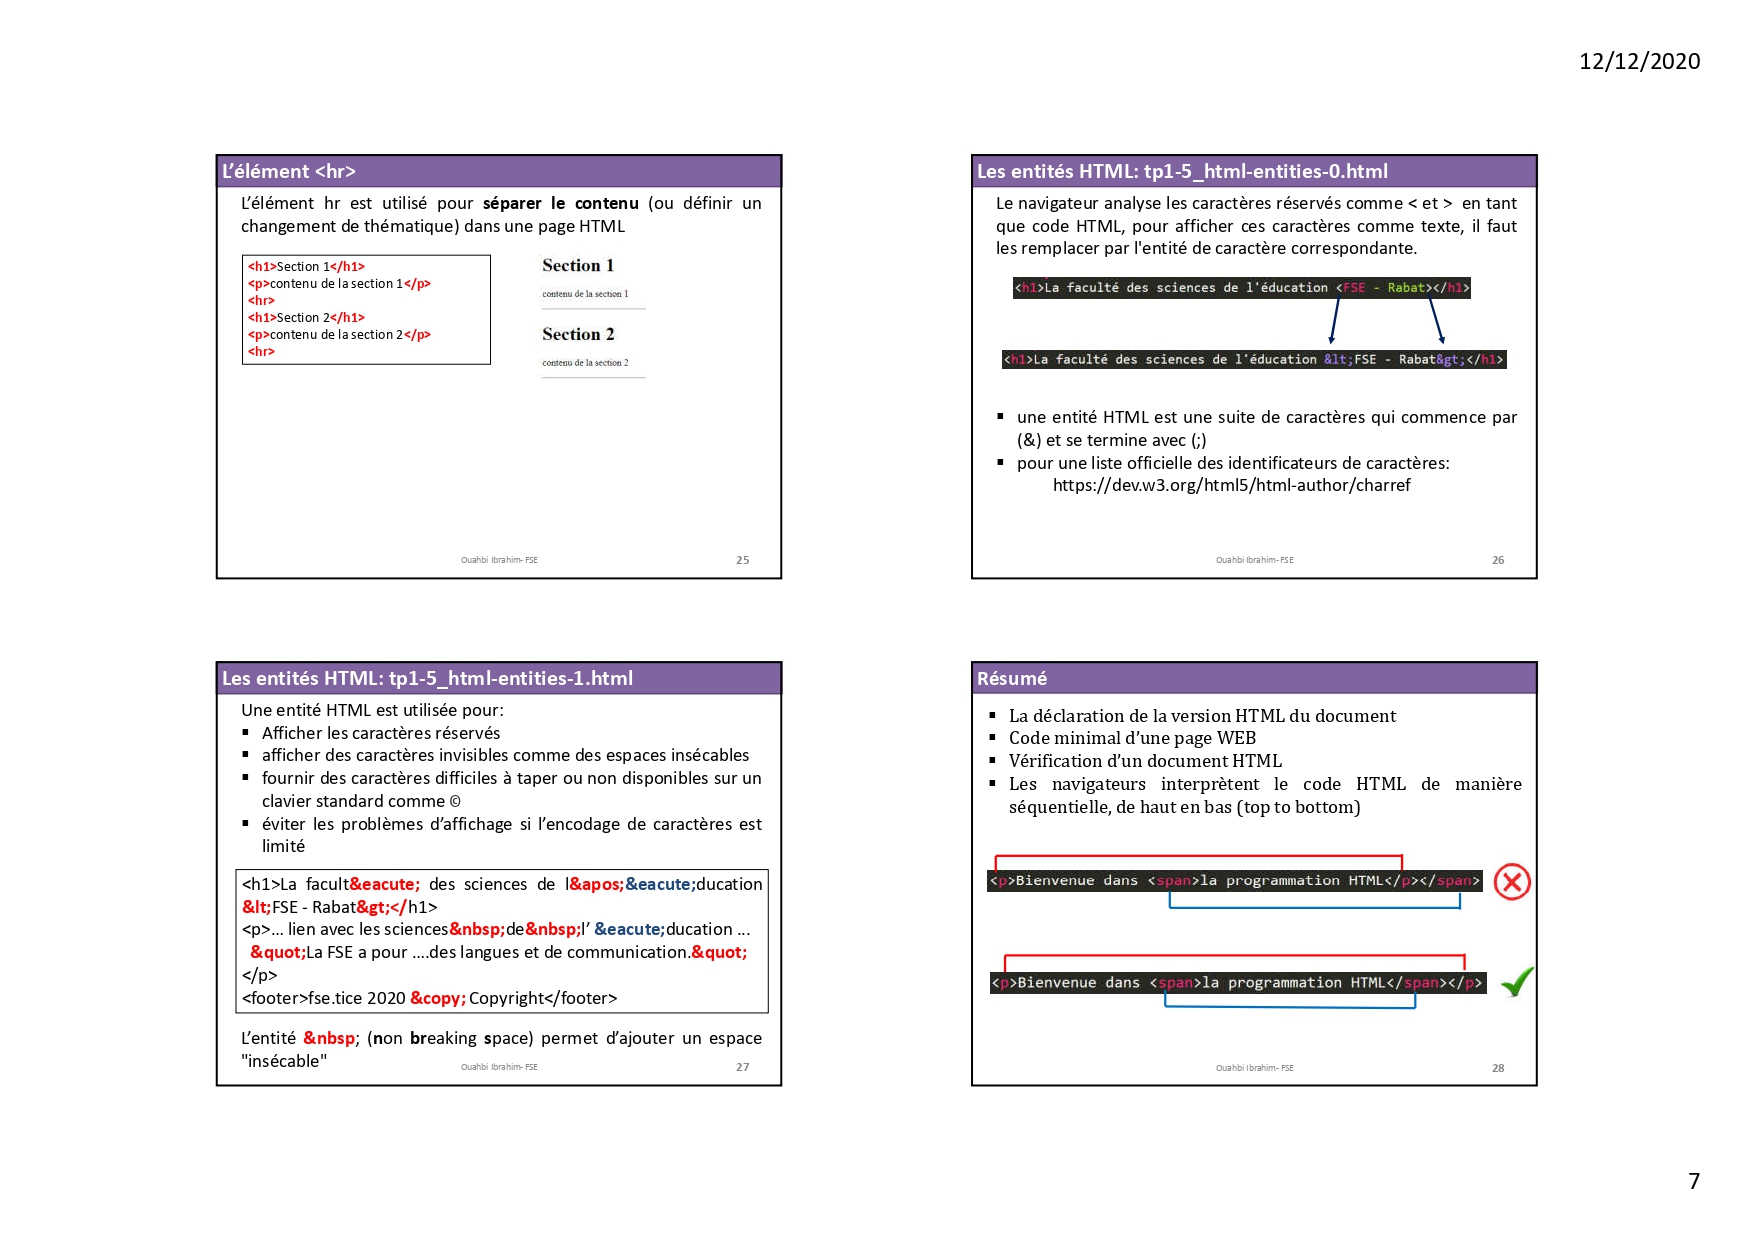 12/12/2020
L’élément <hr>
L’élément hr est utilisé pour séparer le contenu (ou définir un
changement de thématique) dans une page HTML
<h1>Section 1</h1>
<p>contenu de la section 1</p>
<hr>
<h1>Section 2</h1>
<p>contenu de la section 2</p>
<hr>
Section 1
contenu de la section 1
Section 2
contenu de la section 2
Ouahbi Ibrahim- FSE
25
Les entités HTML: tp1-5_html-entities-0.html
Le navigateur analyse les caractères réservés comme < et > en tant
que code HTML, pour afficher ces caractères comme texte, il faut
les remplacer par l'entité de caractère correspondante.
<h1>La faculté des sciences de l'éducation <FSE - Rabat></h1>
<h1>La faculté des sciences de l'éducation &lt;FSE - Rabat&gt;</h1>
▪ une entité HTML est une suite de caractères qui commence par
(&) et se termine avec (;)
▪ pour une liste officielle des identificateurs de caractères:
https://dev.w3.org/html5/html-author/charref
Ouahbi Ibrahim- FSE
26
Les entités HTML: tp1-5_html-entities-1.html
Une entité HTML est utilisée pour:
▪ Afficher les caractères réservés
▪ afficher des caractères invisibles comme des espaces insécables
▪ fournir des caractères difficiles à taper ou non disponibles sur un
clavier standard comme ©
▪ éviter les problèmes d’affichage si l’encodage de caractères est
limité
<h1>La facult&eacute; des sciences de l&apos;&eacute;ducation
&lt;FSE - Rabat&gt;</h1>
<p>... lien avec les sciences&nbsp;de&nbsp;l’ &eacute;ducation ...
&quot;La FSE a pour ....des langues et de communication.&quot;
</p>
<footer>fse.tice 2020 &copy; Copyright</footer>
L’entité &nbsp; (non breaking space) permet d’ajouter un espace
"insécable"
Ouahbi Ibrahim- FSE
27
Résumé
▪ La déclaration de la version HTML du document
▪ Code minimal d’une page WEB
▪ Vérification d’un document HTML
▪ Les navigateurs interprètent le code HTML de manière
séquentielle, de haut en bas (top to bottom)
<p>Bienvenue dans <span>la programmation HTML</p></span>
<p>Bienvenue dans <span>la programmation HTML</span></p>
Ouahbi Ibrahim- FSE
28
7